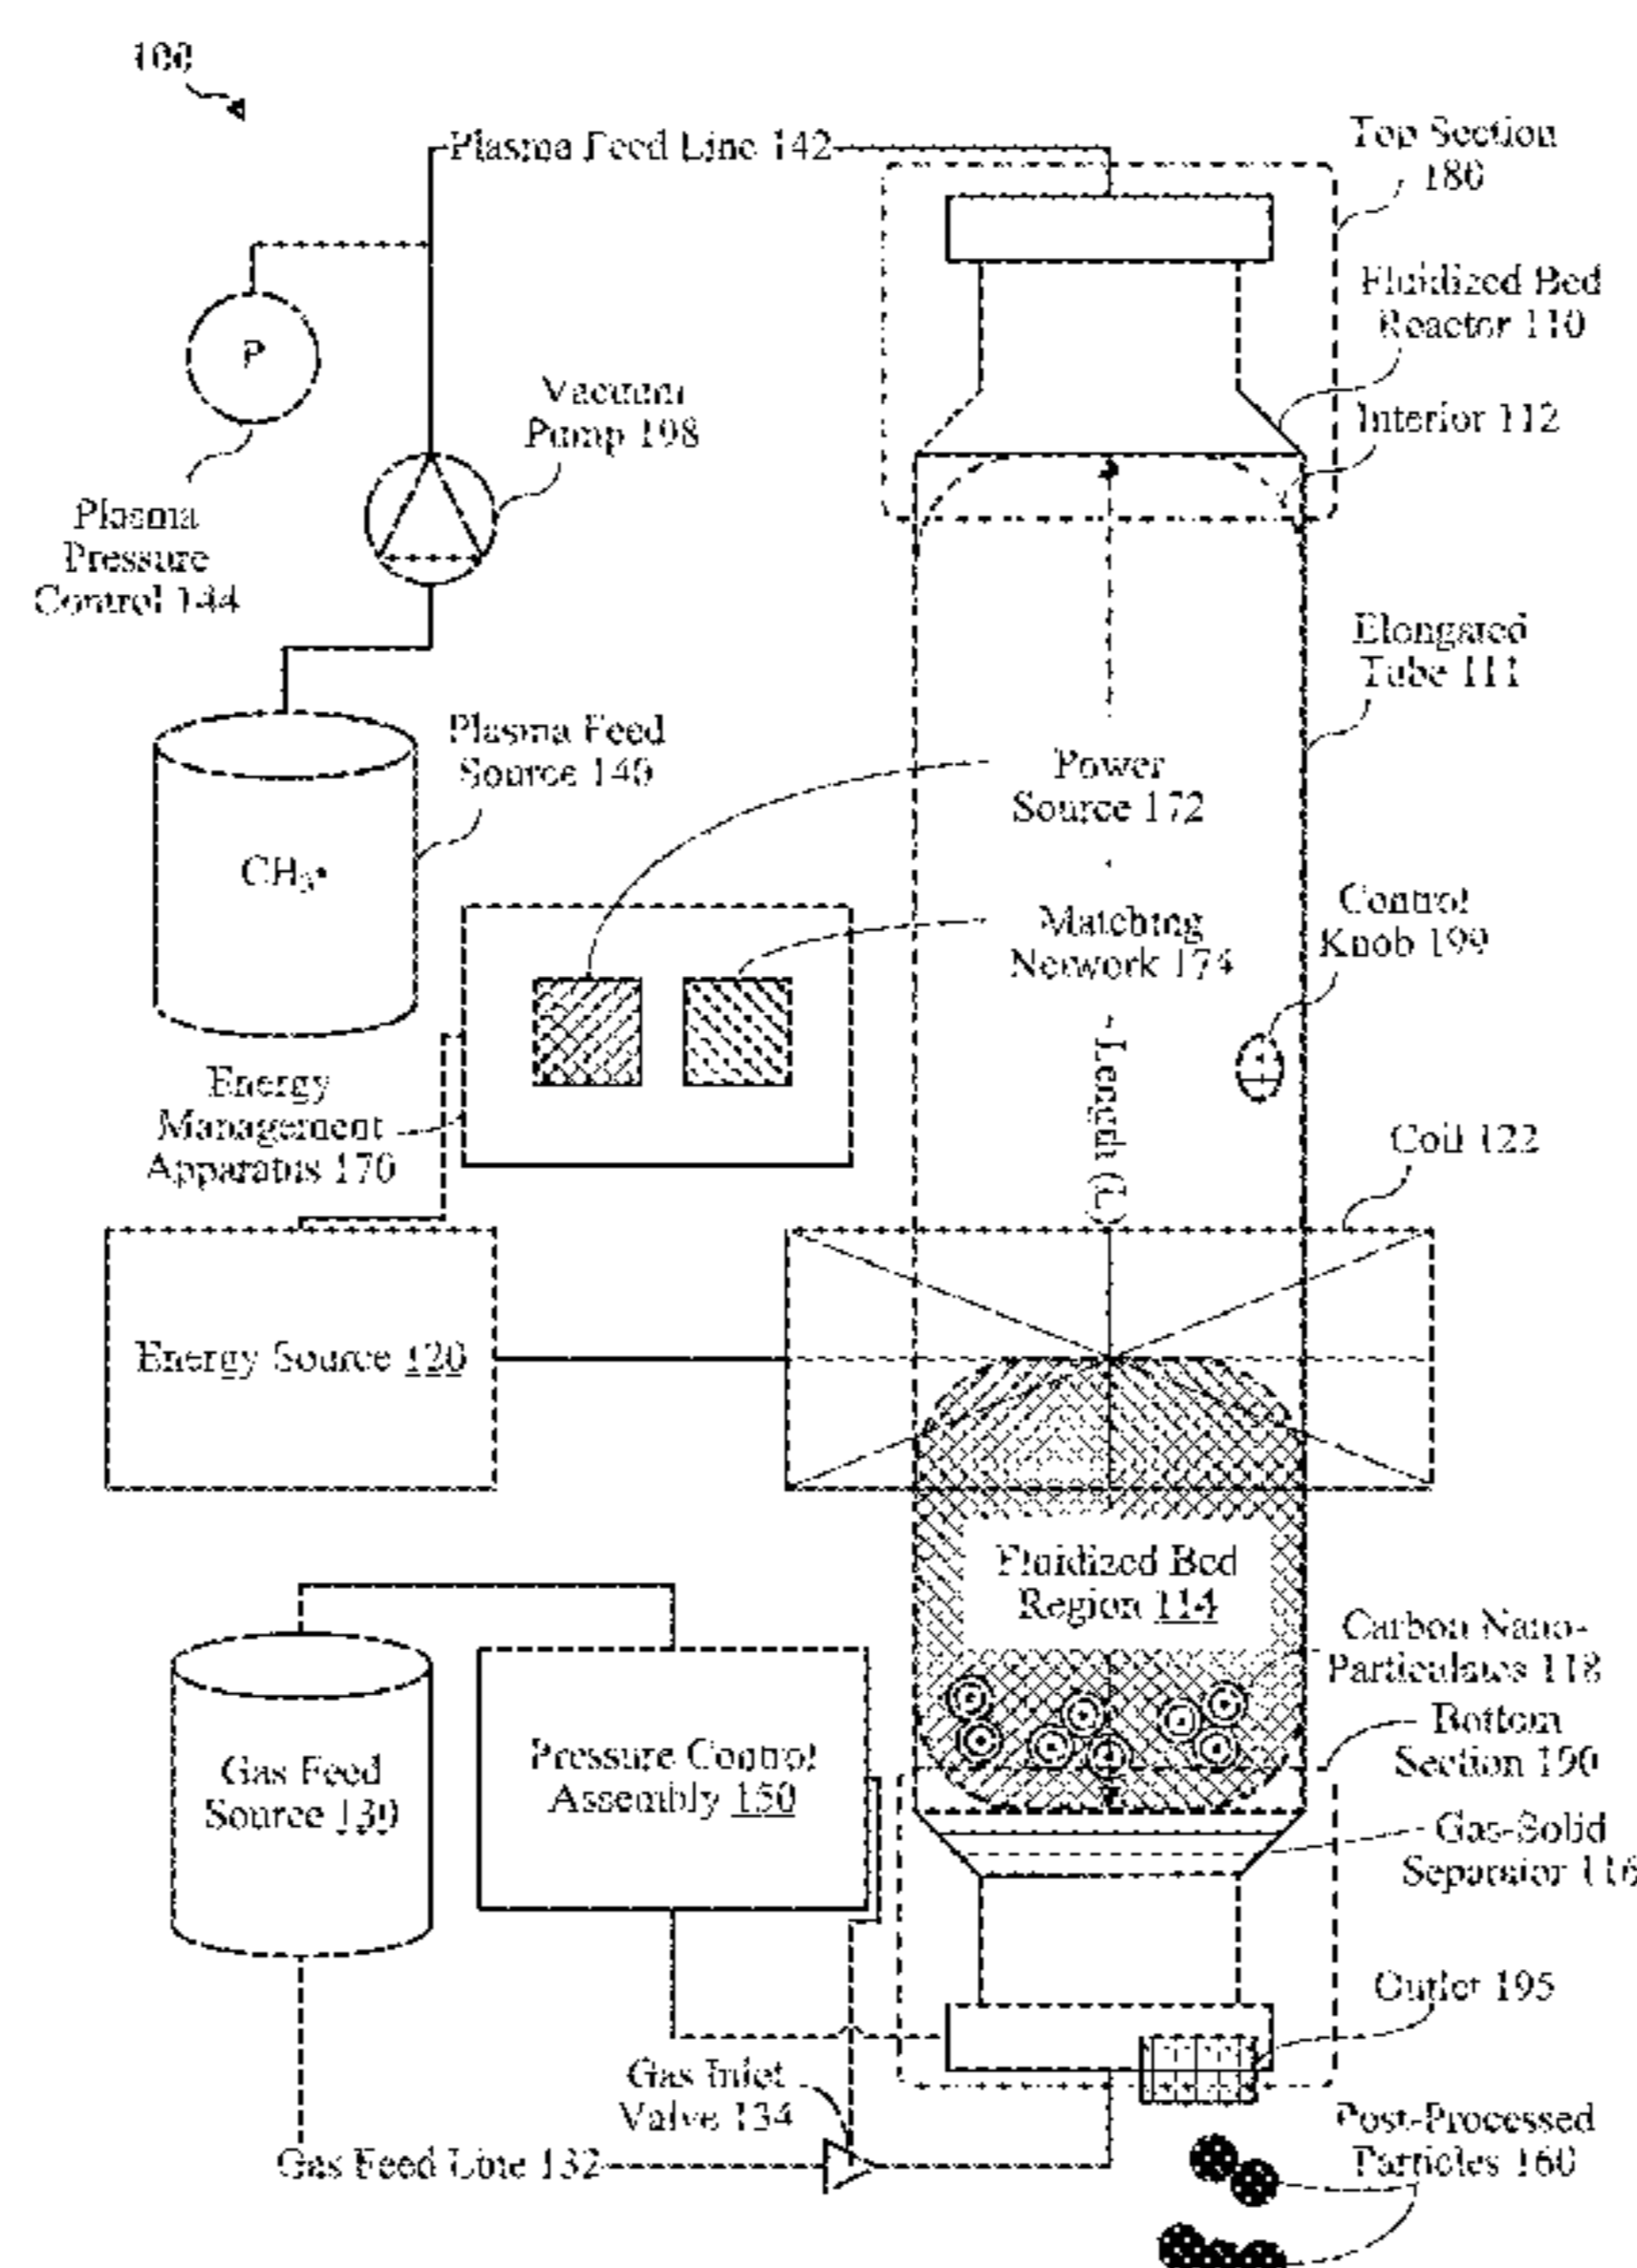 100
Plasma Feed Line 142
Top Section
180
Fluidized Bed
Reactor 110
P
Vacuum
Pump 198
Interior 112
Plasma
Pressure
Control 144
Elongated
Tube 111
Plasma Feed
Source 140
Power
Source 172
CH3•
Control
Knob 199
Matching
Network 174
Length (L)
Energy
Management
Apparatus 170
Coil 122
Energy Source 120
Fluidized Bed
Region 114
Carbon Nano-
Particulates 118
Bottom
Section 190
Gas Feed
Source 130
Pressure Control
Assembly 150
Gas-Solid
Separator 116
Outlet 195
Gas Inlet
Valve 134
Post-Processed
Particles 160
Gas Feed Line 132